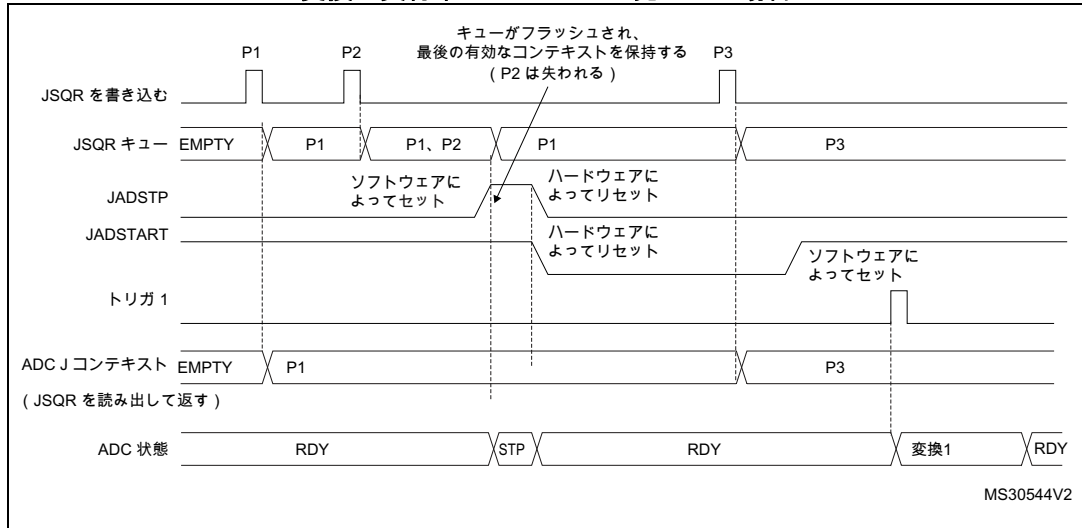 キューがフラッシュされ、
最後の有効なコンテキストを保持する
( P2 は失われる )
P1
P2
P3
JSQR を書き込む
JSQR キュー
EMPTY
P1
P1、P2
P1
P3
ソフトウェアに
よってセット
ハードウェアに
よってリセット
JADSTP
JADSTART
ハードウェアに
よってリセット
ソフトウェアに
よってセット
トリガ 1
ADC J コンテキスト
EMPTY
P1
P3
( JSQR を読み出して返す )
ADC 状態
RDY
STP
RDY
変換1
RDY
MS30544V2